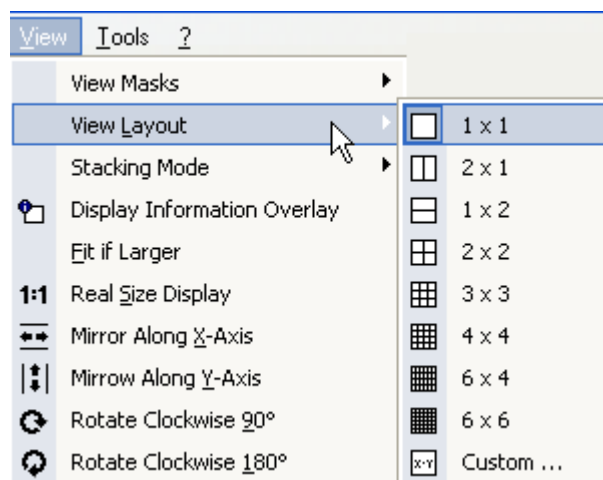 View Tools ?
View Masks
View Layout
Stacking Mode
Display Information Overlay
Fit if Larger
1:1 Real Size Display
Mirror Along X-Axis
Mirrow Along Y-Axis
Rotate Clockwise 90°
Rotate Clockwise 180°
1 x 1
2 x 1
1 x 2
2 x 2
3 x 3
4 x 4
6 x 4
6 x 6
x·y Custom ...